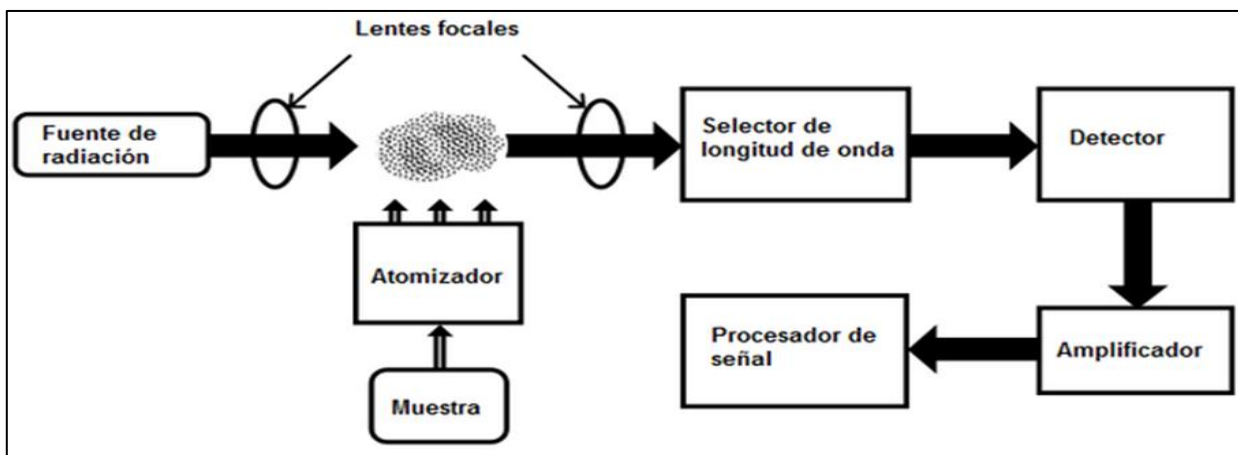 Lentes focales
Fuente de
radiación
Selector de
longitud de onda
Detector
Atomizador
Procesador de
señal
Amplificador
Muestra